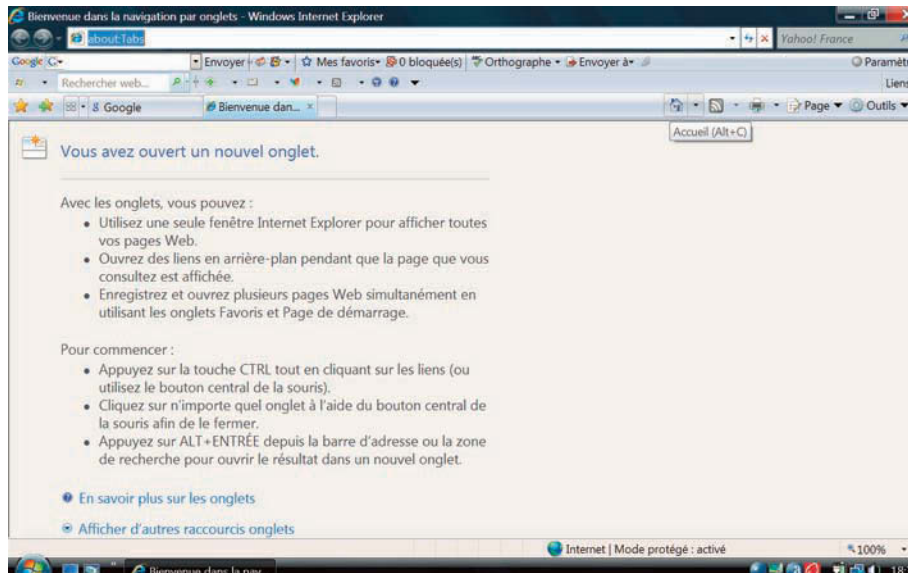 Bienvenue dans la navigation par onglets - Windows Internet Explorer
about:Tabs
Yahoo! France
Google G
Envoyer
Mes favoris
0 bloquée(s)
Orthographe
Envoyer à
Paramèt
Rechercher web...
Liens
Google
Bienvenue dan...
Page
Outils
Accueil (Alt+C)
Vous avez ouvert un nouvel onglet.
Avec les onglets, vous pouvez :
• Utilisez une seule fenêtre Internet Explorer pour afficher toutes
vos pages Web.
• Ouvrez des liens en arrière-plan pendant que la page que vous
consultez est affichée.
• Enregistrez et ouvrez plusieurs pages Web simultanément en
utilisant les onglets Favoris et Page de démarrage.
Pour commencer :
• Appuyez sur la touche CTRL tout en cliquant sur les liens (ou
utilisez le bouton central de la souris).
• Cliquez sur n'importe quel onglet à l'aide du bouton central de
la souris afin de le fermer.
• Appuyez sur ALT+ENTRÉE depuis la barre d'adresse ou la zone
de recherche pour ouvrir le résultat dans un nouvel onglet.
En savoir plus sur les onglets
Afficher d'autres raccourcis onglets
Internet | Mode protégé : activé
100%
Bienvenue dans la nav...
18: